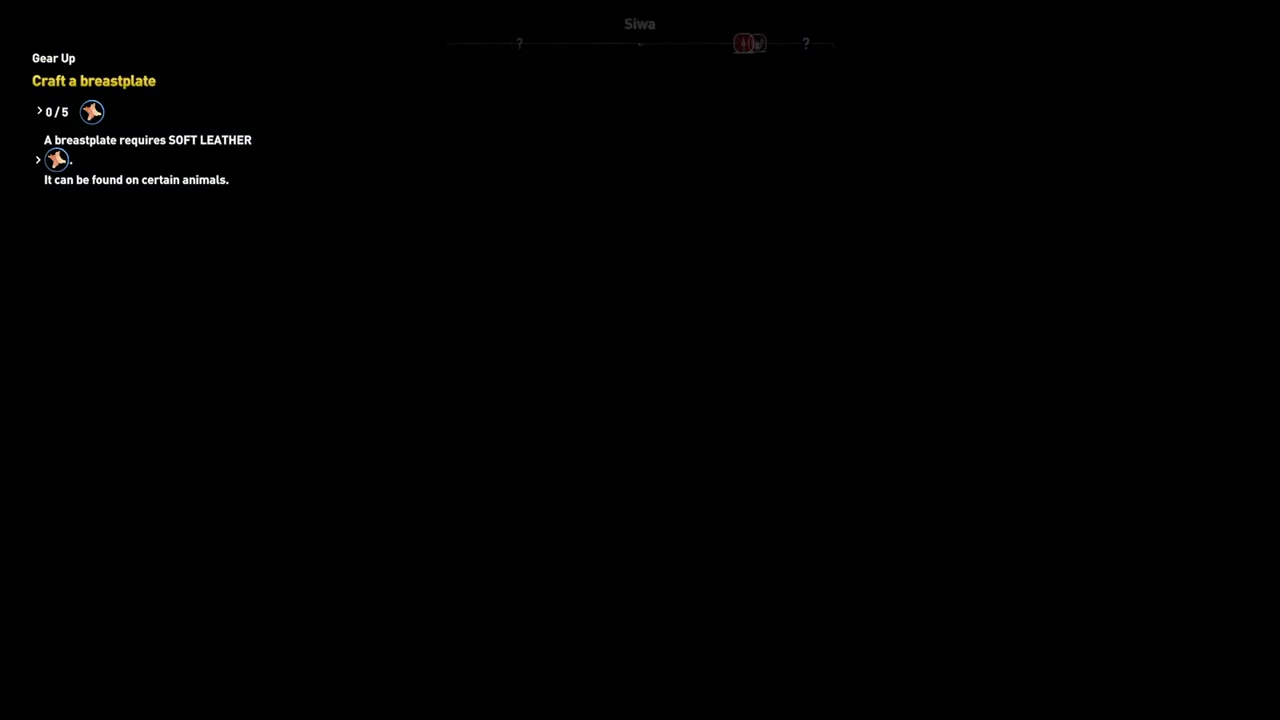 Siwa
? ?
Gear Up
Craft a breastplate
> 0 / 5
A breastplate requires SOFT LEATHER
> .
It can be found on certain animals.